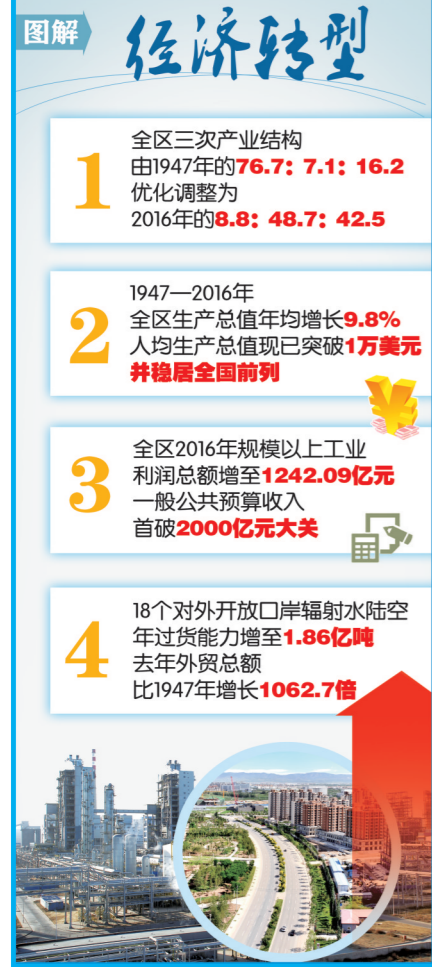 图解
经济转型
1
全区三次产业结构
由1947年的76.7：7.1：16.2
优化调整为
2016年的8.8：48.7：42.5
2
1947—2016年
全区生产总值年均增长9.8%
人均生产总值现已突破1万美元
并稳居全国前列
3
全区2016年规模以上工业
利润总额增至1242.09亿元
一般公共预算收入
首破2000亿元大关
4
18个对外开放口岸辐射水陆空
年过货能力增至1.86亿吨
去年外贸总额
比1947年增长1062.7倍